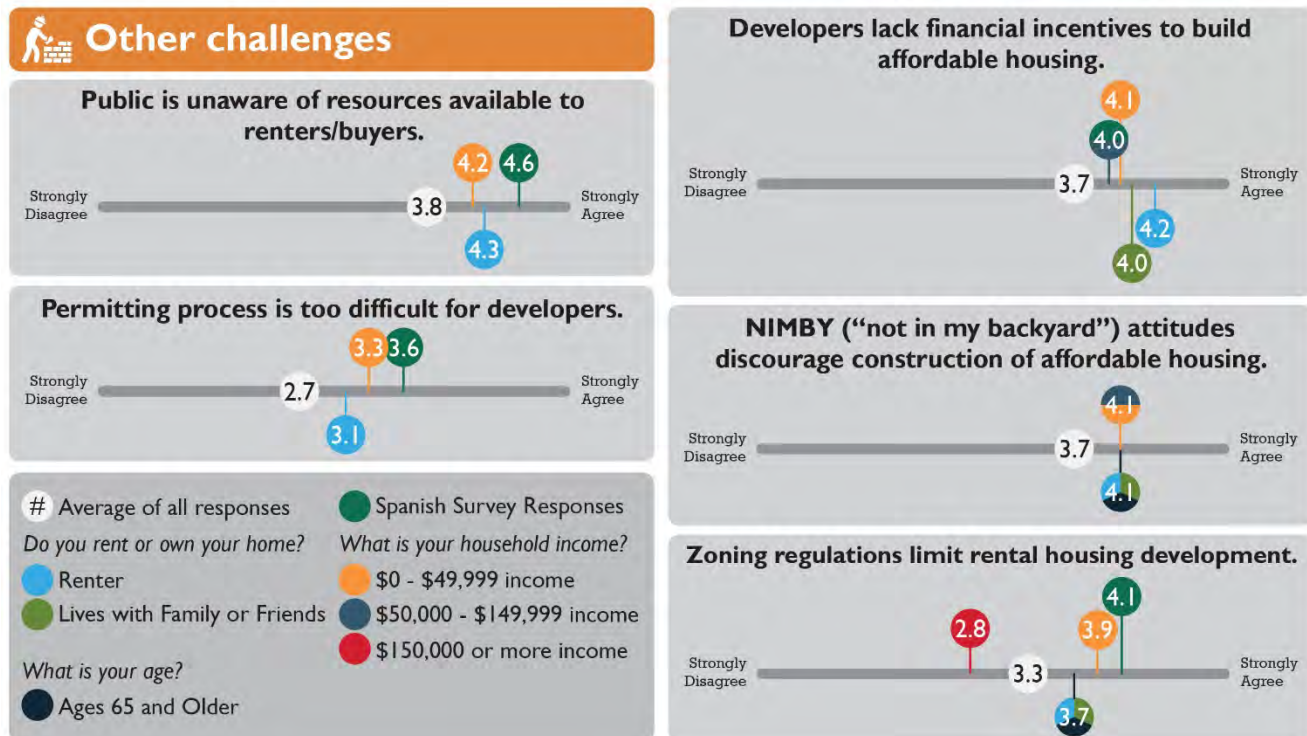 Other challenges
Public is unaware of resources available to
renters/buyers.
4.2
4.6
Strongly
Disagree
3.8
Strongly
Agree
4.3
Permitting process is too difficult for developers.
3.3
3.6
Strongly
Disagree
2.7
Strongly
Agree
3.1
# Average of all responses
Do you rent or own your home?
Renter
Lives with Family or Friends
What is your age?
Ages 65 and Older
Spanish Survey Responses
What is your household income?
$0 - $49,999 income
$50,000 - $149,999 income
$150,000 or more income
Developers lack financial incentives to build
affordable housing.
4.1
4.0
Strongly
Disagree
3.7
Strongly
Agree
4.2
4.0
NIMBY (“not in my backyard”) attitudes
discourage construction of affordable housing.
4.1
Strongly
Disagree
3.7
Strongly
Agree
4.1
Zoning regulations limit rental housing development.
4.1
2.8
3.9
Strongly
Disagree
3.3
Strongly
Agree
3.7